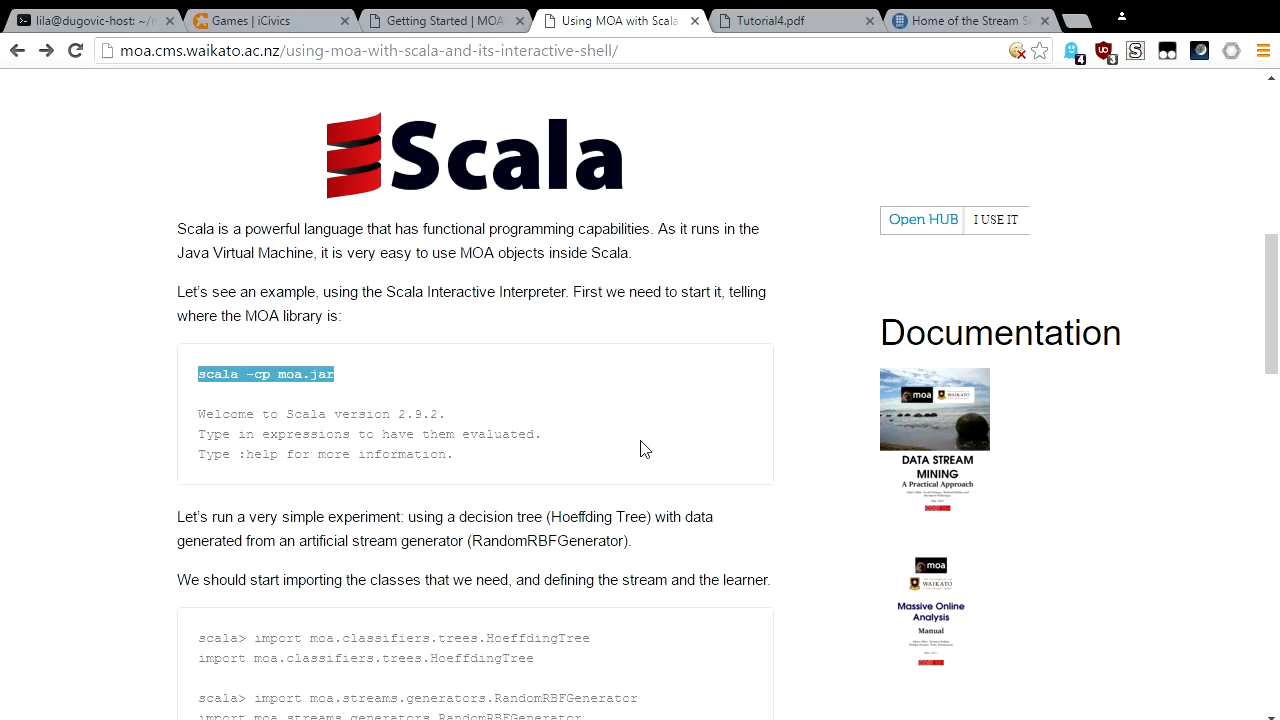 lila@dugovic-host: ~/m
Games | iCivics
Getting Started | MOA
Using MOA with Scala
Tutorial4.pdf
Home of the Stream S
moa.cms.waikato.ac.nz/using-moa-with-scala-and-its-interactive-shell/
4
3
Scala
Scala is a powerful language that has functional programming capabilities. As it runs in the
Java Virtual Machine, it is very easy to use MOA objects inside Scala.
Let's see an example, using the Scala Interactive Interpreter. First we need to start it, telling
where the MOA library is:
scala -cp moa.jar
Welcome to Scala version 2.9.2.
Type in expressions to have them evaluated.
Type :help for more information.
Let's run a very simple experiment: using a decision tree (Hoeffding Tree) with data
generated from an artificial stream generator (RandomRBFGenerator).
We should start importing the classes that we need, and defining the stream and the learner.
scala> import moa.classifiers.trees.HoeffdingTree
import moa.classifiers.trees.HoeffdingTree
scala> import moa.streams.generators.RandomRBFGenerator
import moa.streams.generators.RandomRBFGenerator
Open HUB
I USE IT
Documentation
moa
WAIKATO
DATA STREAM
MINING
A Practical Approach
moa
WAIKATO
Massive Online
Analysis
Manual